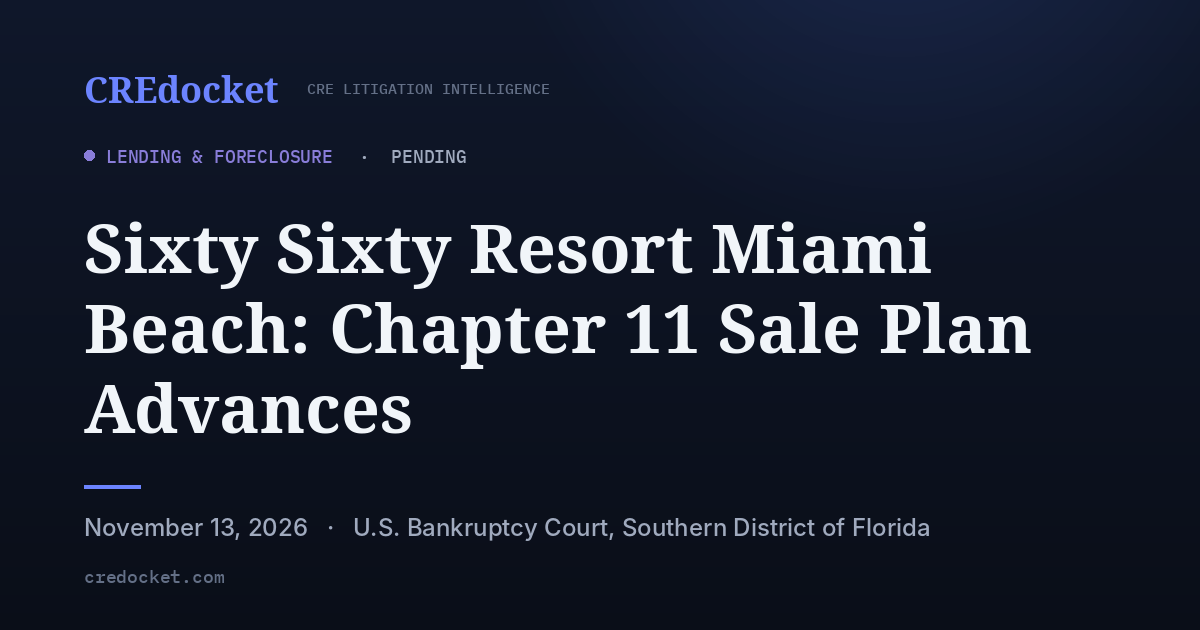 CREdocket CRE LITIGATION INTELLIGENCE
LENDING & FORECLOSURE · PENDING
Sixty Sixty Resort Miami
Beach: Chapter 11 Sale Plan
Advances
November 13, 2026 · U.S. Bankruptcy Court, Southern District of Florida
credocket.com